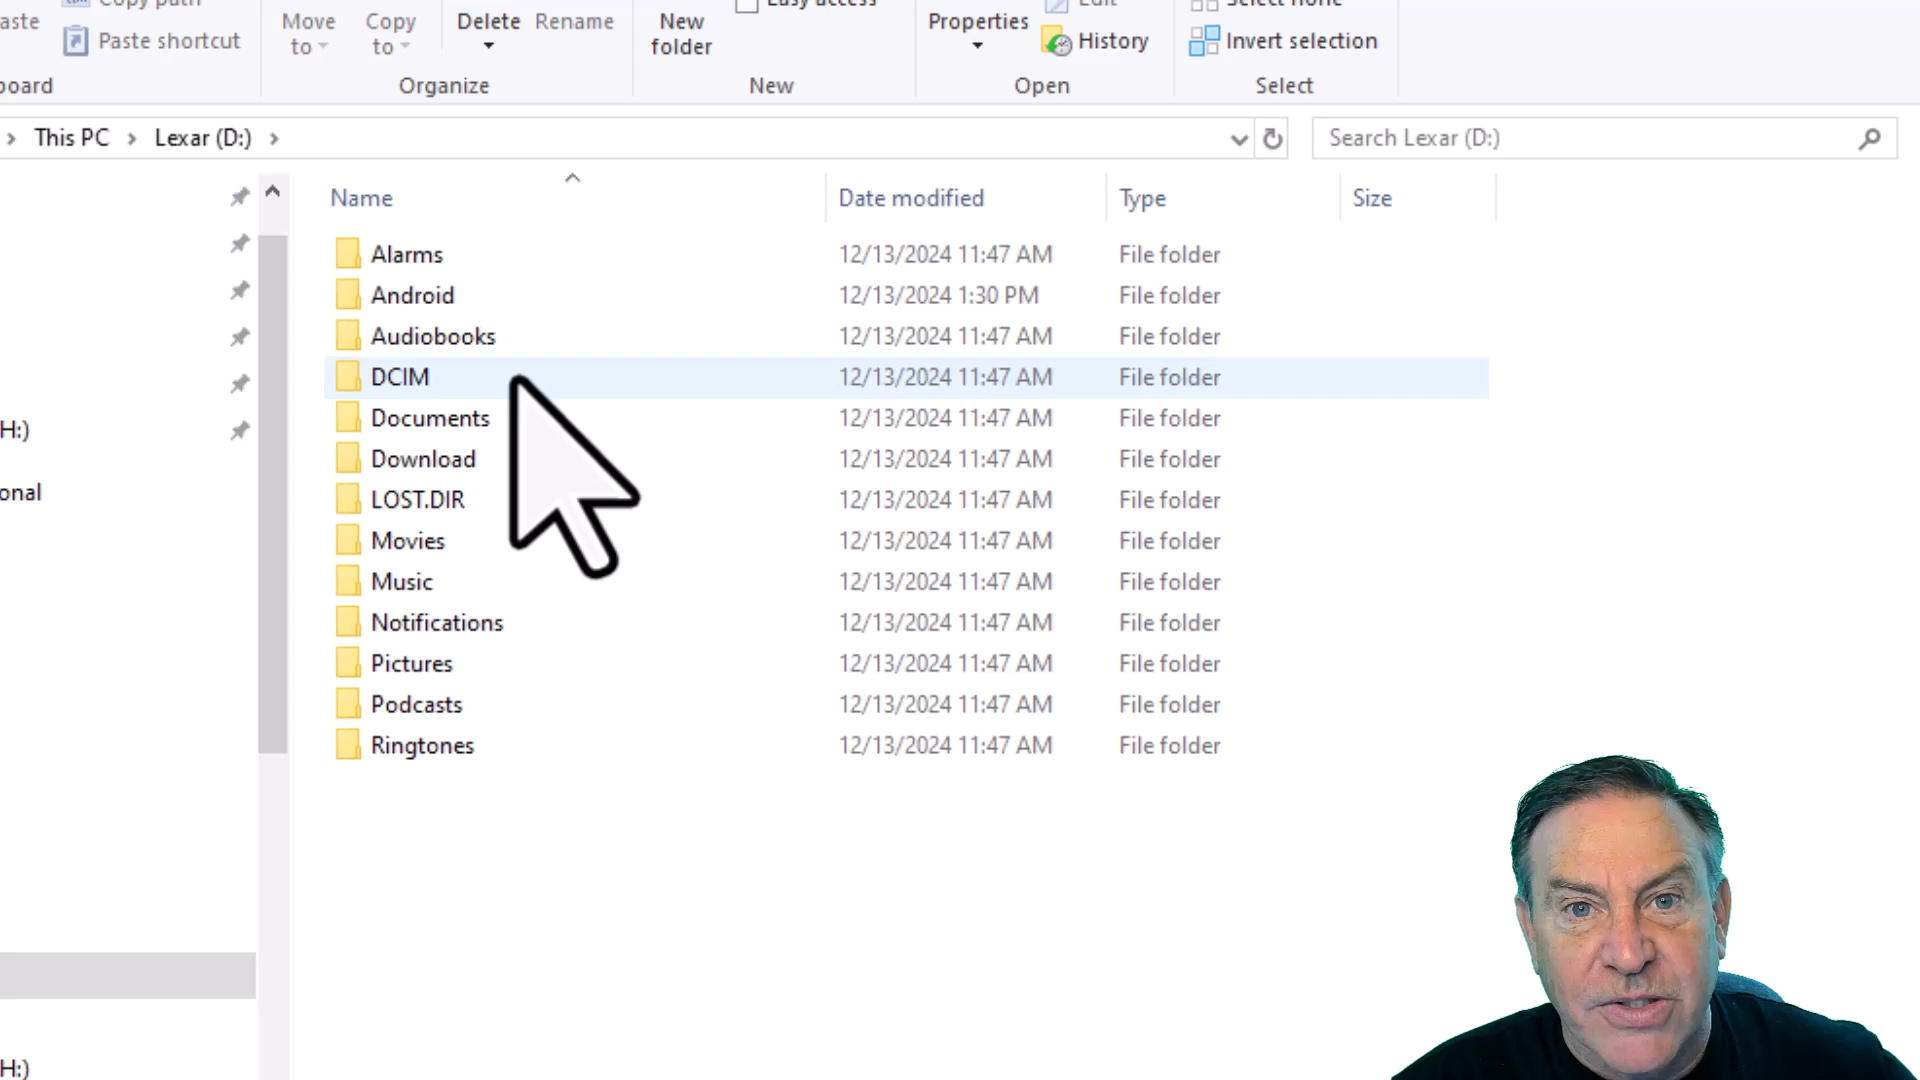 Copy path
Easy access
Edit
Select none
Move
Copy
Delete
Rename
New
Properties
Paste shortcut
to
to
folder
History
Invert selection
Organize
New
Open
Select
This PC
Lexar (D:)
Search Lexar (D:)
Name
Date modified
Type
Size
Alarms 12/13/2024 11:47 AM File folder
Android 12/13/2024 1:30 PM File folder
Audiobooks 12/13/2024 11:47 AM File folder
DCIM 12/13/2024 11:47 AM File folder
Documents 12/13/2024 11:47 AM File folder
Download 12/13/2024 11:47 AM File folder
LOST.DIR 12/13/2024 11:47 AM File folder
Movies 12/13/2024 11:47 AM File folder
Music 12/13/2024 11:47 AM File folder
Notifications 12/13/2024 11:47 AM File folder
Pictures 12/13/2024 11:47 AM File folder
Podcasts 12/13/2024 11:47 AM File folder
Ringtones 12/13/2024 11:47 AM File folder
H:)
onal
H:)